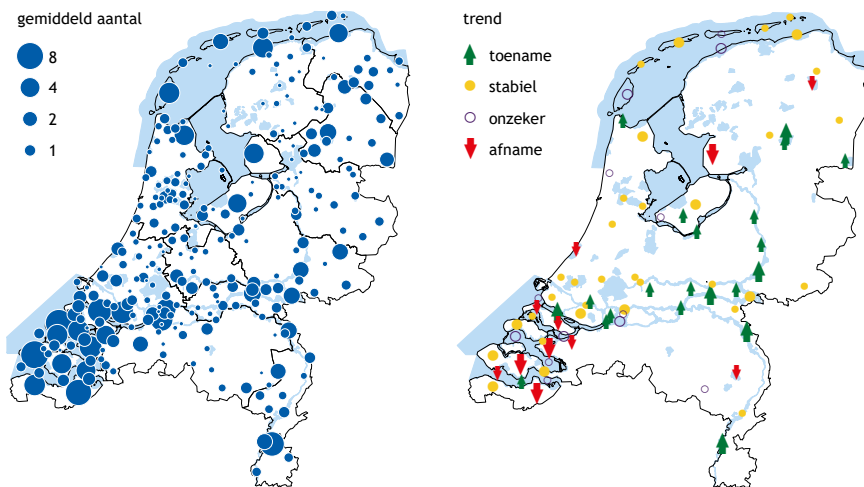 gemiddeld aantal
8
4
2
1
trend
toename
stabiel
onzeker
afname